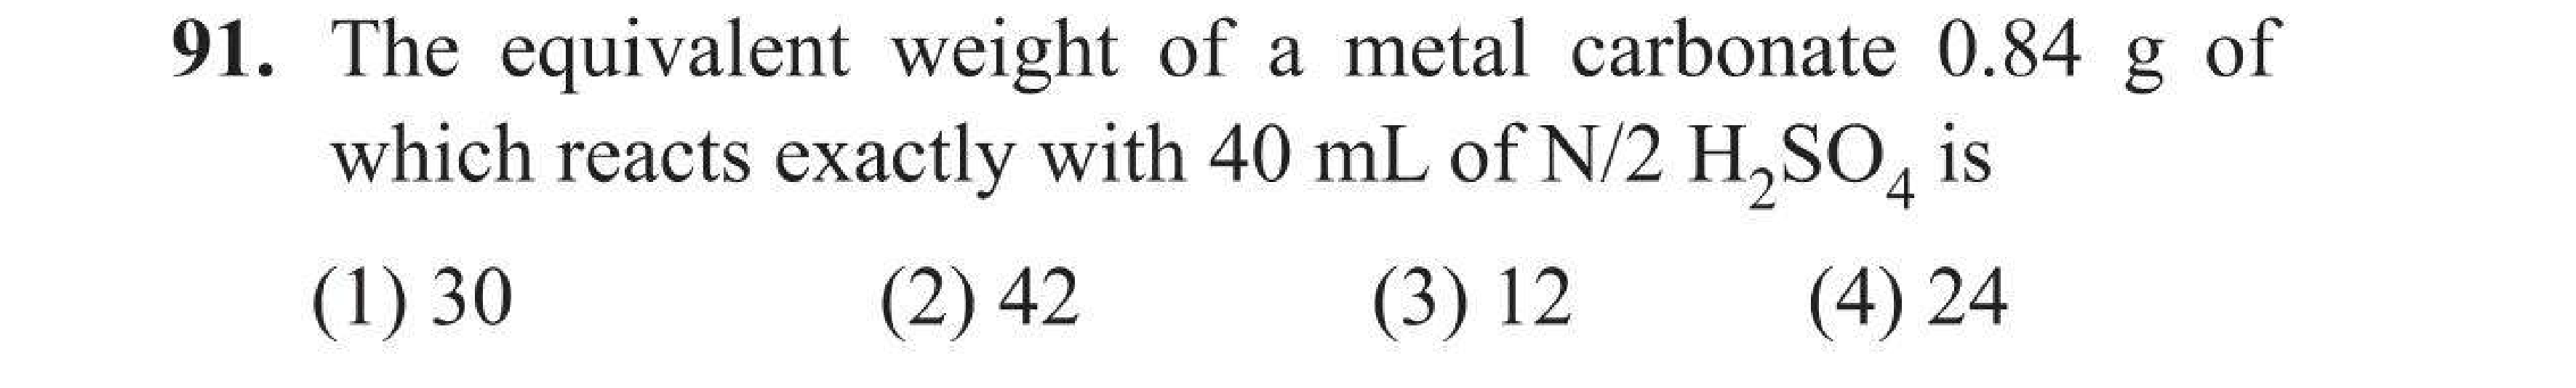 91. The equivalent weight of a metal carbonate 0.84 g of
which reacts exactly with 40 mL of N/2 H₂SO₄ is
(1) 30 (2) 42 (3) 12 (4) 24